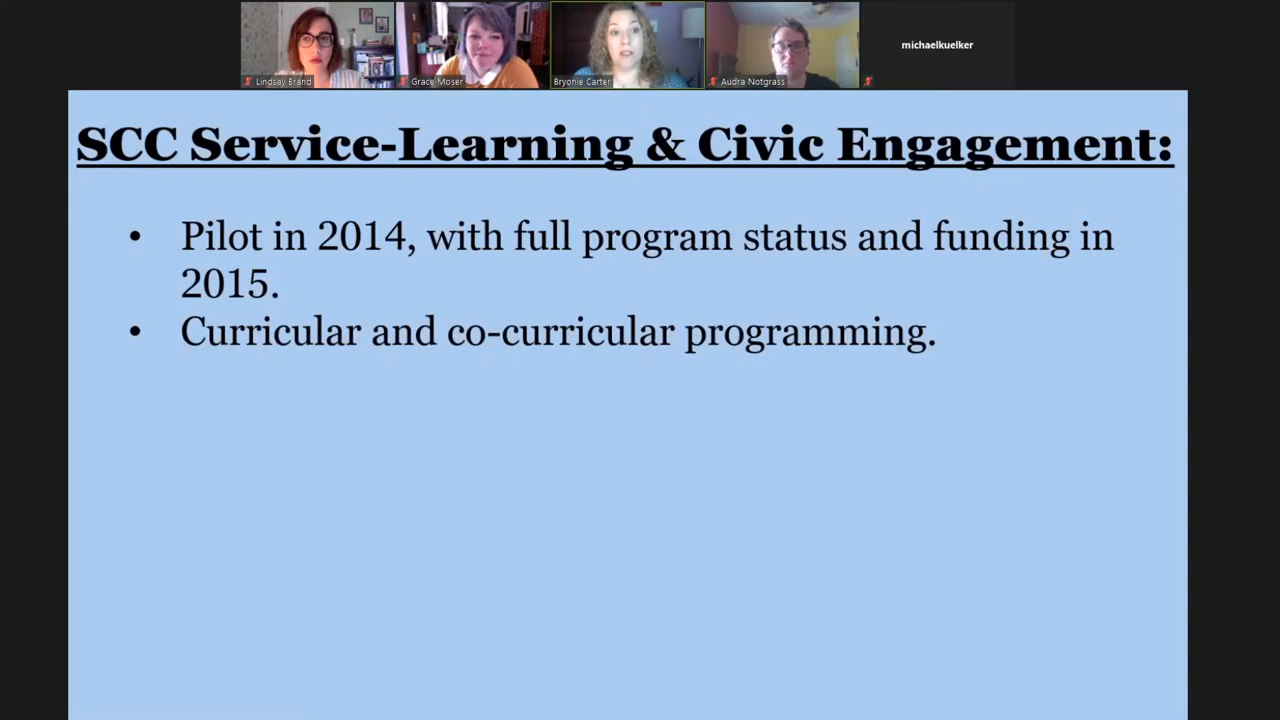 michaelkuelker
Lindsay Brand
Grace Moser
Bryonie Carter
Audra Notgrass
SCC Service-Learning & Civic Engagement:
• Pilot in 2014, with full program status and funding in
2015.
• Curricular and co-curricular programming.